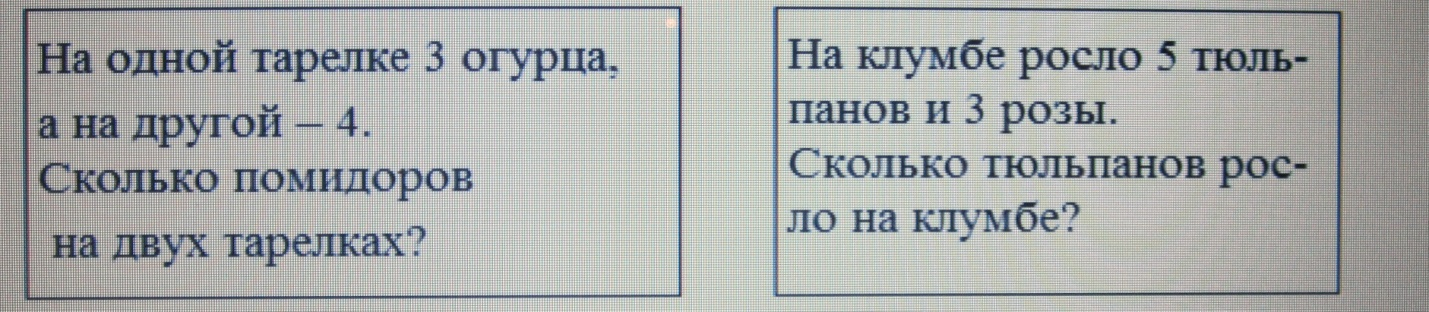 На одной тарелке 3 огурца,
а на другой – 4.
Сколько помидоров
на двух тарелках?
На клумбе росло 5 тюль-
панов и 3 розы.
Сколько тюльпанов рос-
ло на клумбе?